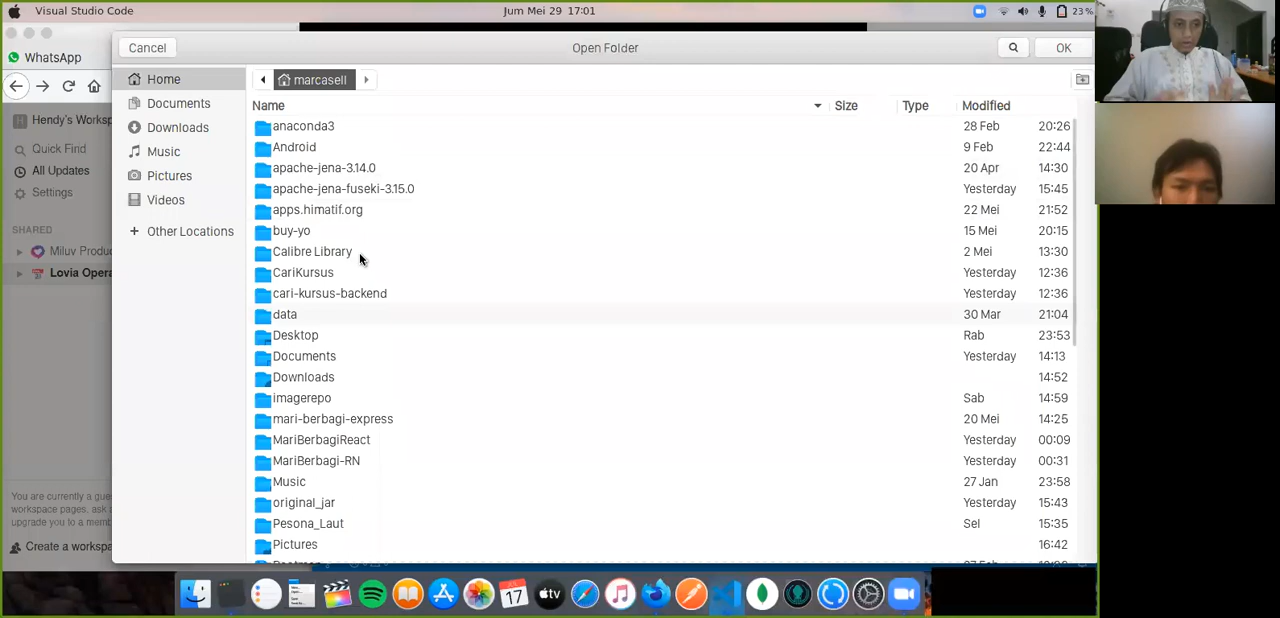 Visual Studio Code
Jum Mei 29 17:01
23%
WhatsApp
Cancel
Open Folder
OK
Home
Documents
Downloads
Music
Pictures
Videos
Other Locations
marcasell
Name Size Type Modified
anaconda3 28 Feb 20:26
Android 9 Feb 22:44
apache-jena-3.14.0 20 Apr 14:30
apache-jena-fuseki-3.15.0 Yesterday 15:45
apps.himatif.org 22 Mei 21:52
buy-yo 15 Mei 20:15
Calibre Library 2 Mei 13:30
CariKursus Yesterday 12:36
cari-kursus-backend Yesterday 12:36
data 30 Mar 21:04
Desktop Rab 23:53
Documents Yesterday 14:13
Downloads 14:52
imagerepo Sab 14:59
mari-berbagi-express 20 Mei 14:25
MariBerbagiReact Yesterday 00:09
MariBerbagi-RN Yesterday 00:31
Music 27 Jan 23:58
original_jar Yesterday 15:43
Pesona_Laut Sel 15:35
Pictures 16:42
Hendy's Worksp
Quick Find
All Updates
Settings
SHARED
Miluv Produ
Lovia Opera
You are currently a gue
workspace pages, ask a
upgrade you to a memb
Create a workspa
17
tv